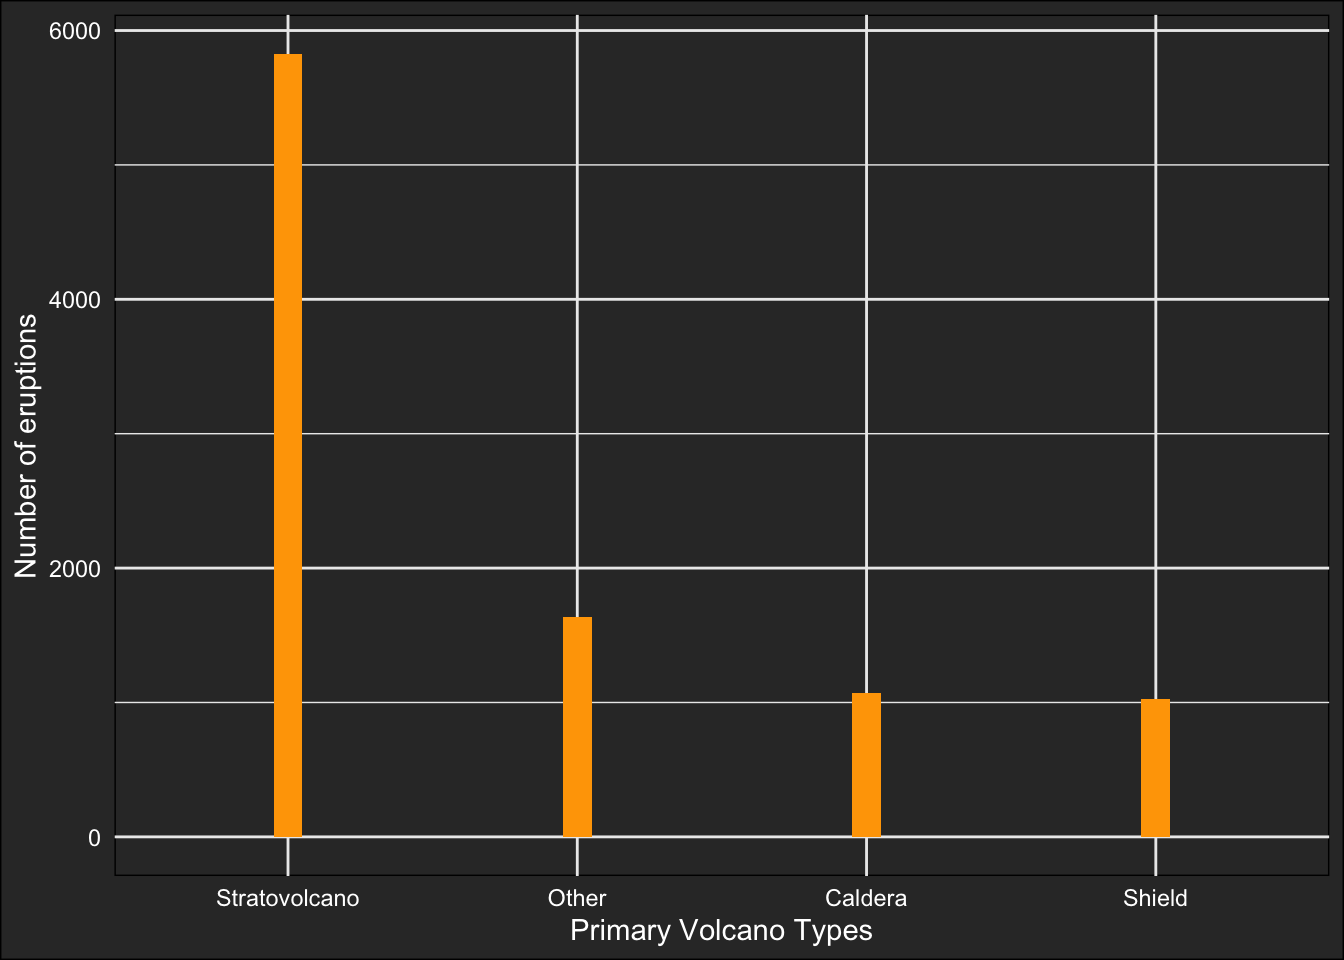 Number of eruptions
6000
4000
2000
0
Stratovolcano Other Caldera Shield
Primary Volcano Types